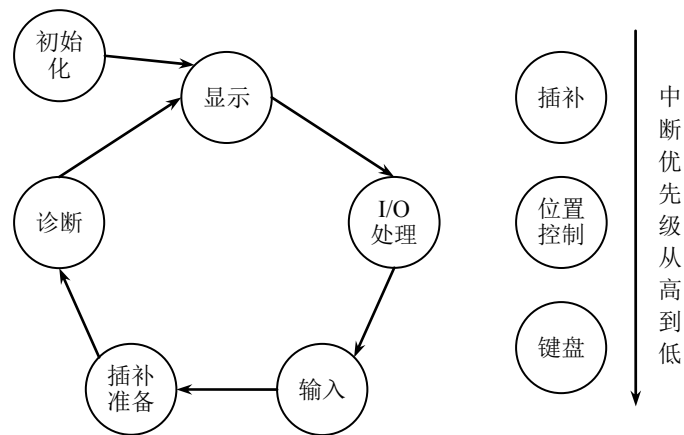 初始
化
显示
I/O
处理
输入
插补
准备
诊断
插补
位置
控制
键盘
中断优先级从高到低